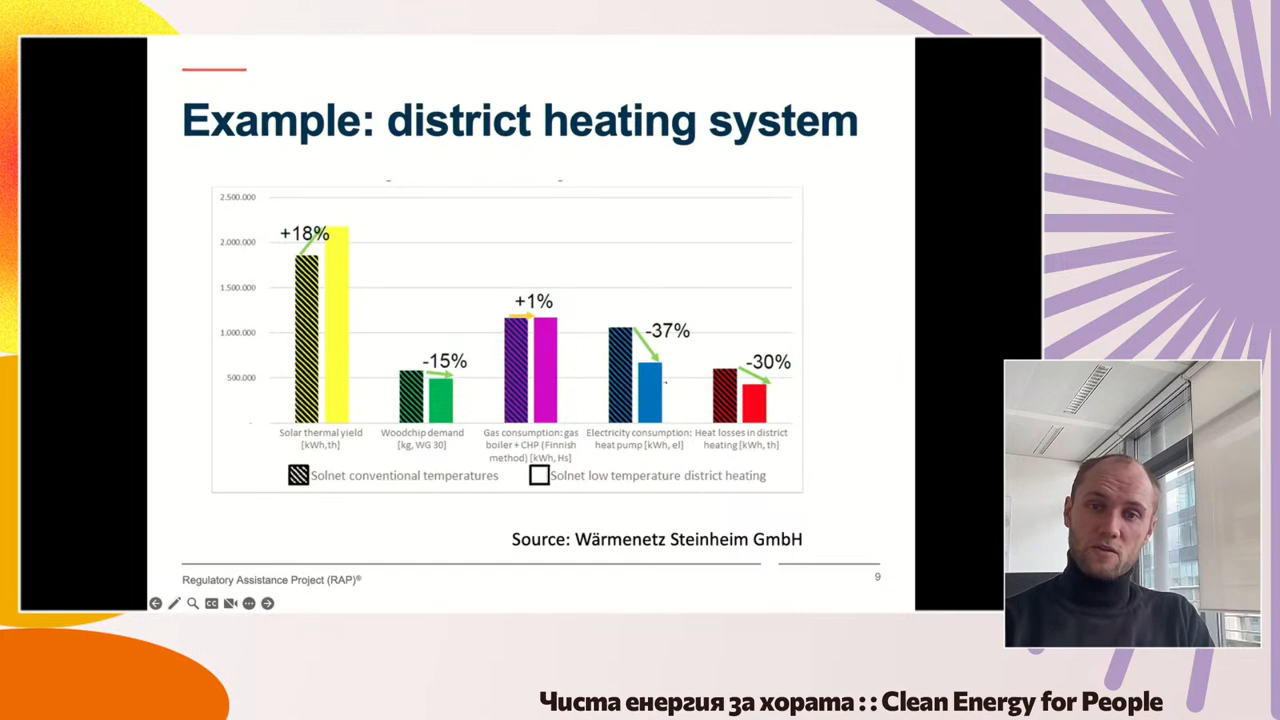 Example: district heating system
2.500.000
2.000.000
1.500.000
1.000.000
500.000
-
+18%
-15%
+1%
-37%
-30%
Solar thermal yield
[kWh,th]
Woodchip demand
[kg, WG 30]
Gas consumption: gas
boiler + CHP (Finnish
method) [kWh, Hs]
Electricity consumption:
heat pump [kWh, el]
Heat losses in district
heating [kWh, th]
Solnet conventional temperatures
Solnet low temperature district heating
Source: Wärmenetz Steinheim GmbH
Regulatory Assistance Project (RAP)®
9
CC
Чиста енергия за хората : : Clean Energy for People